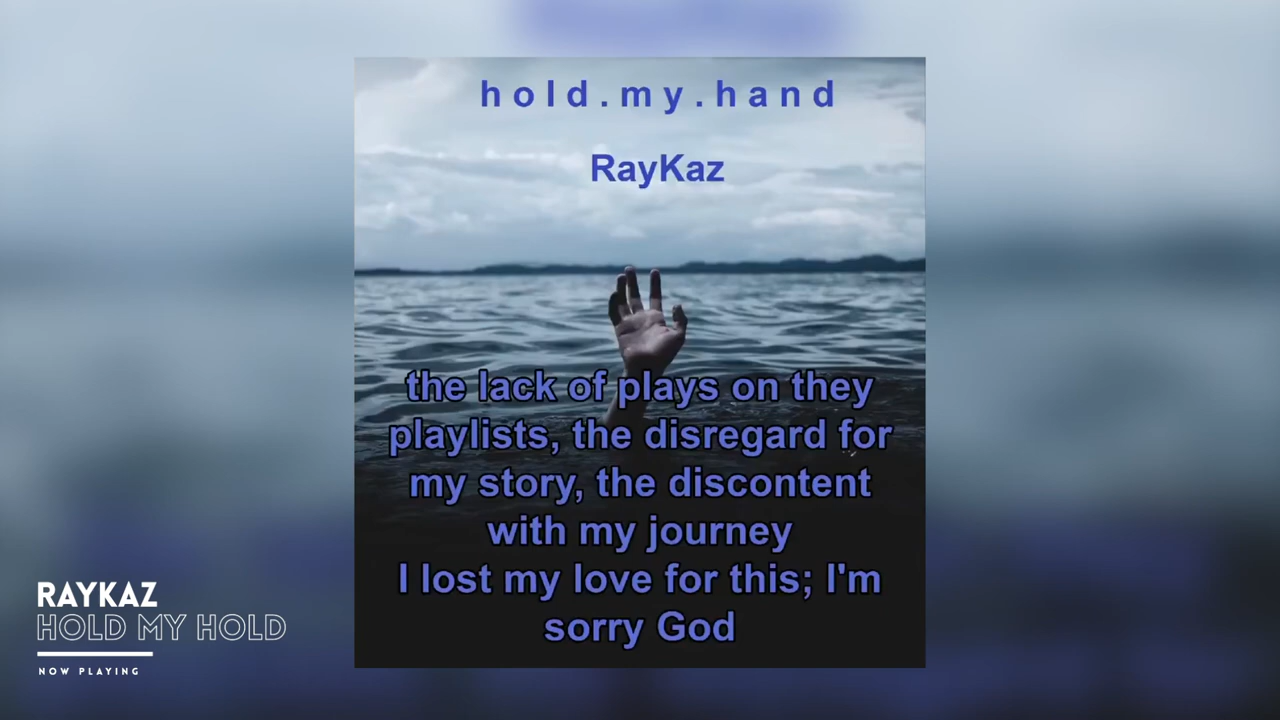 h o l d . m y . h a n d
RayKaz
the lack of plays on they
playlists, the disregard for
my story, the discontent
with my journey
I lost my love for this; I'm
sorry God
RAYKAZ
HOLD MY HOLD
NOW PLAYING